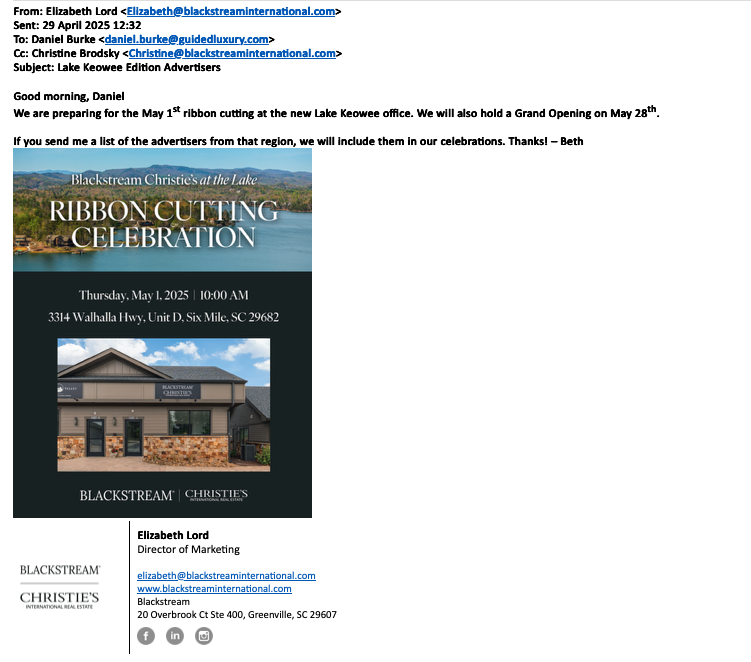 From: Elizabeth Lord <Elizabeth@blackstreaminternational.com>
Sent: 29 April 2025 12:32
To: Daniel Burke <daniel.burke@guidedluxury.com>
Cc: Christine Brodsky <Christine@blackstreaminternational.com>
Subject: Lake Keowee Edition Advertisers
Good morning, Daniel
We are preparing for the May 1st ribbon cutting at the new Lake Keowee office. We will also hold a Grand Opening on May 28th.
If you send me a list of the advertisers from that region, we will include them in our celebrations. Thanks! – Beth
Blackstream Christie's at the Lake
RIBBON CUTTING
CELEBRATION
Thursday, May 1, 2025 | 10:00 AM
3314 Walhalla Hwy, Unit D, Six Mile, SC 29682
BLACKSTREAM
CHRISTIE'S
BLACKSTREAM | CHRISTIE'S
INTERNATIONAL REAL ESTATE
Elizabeth Lord
Director of Marketing
elizabeth@blackstreaminternational.com
www.blackstreaminternational.com
Blackstream
20 Overbrook Ct Ste 400, Greenville, SC 29607
BLACKSTREAM
CHRISTIE'S
INTERNATIONAL REAL ESTATE